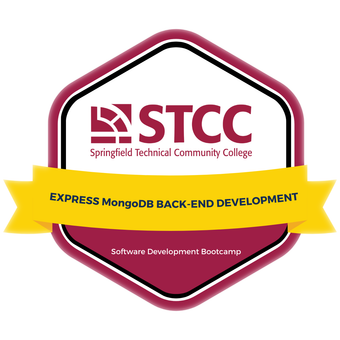 STCC
Springfield Technical Community College
EXPRESS MongoDB BACK-END DEVELOPMENT
Software Development Bootcamp